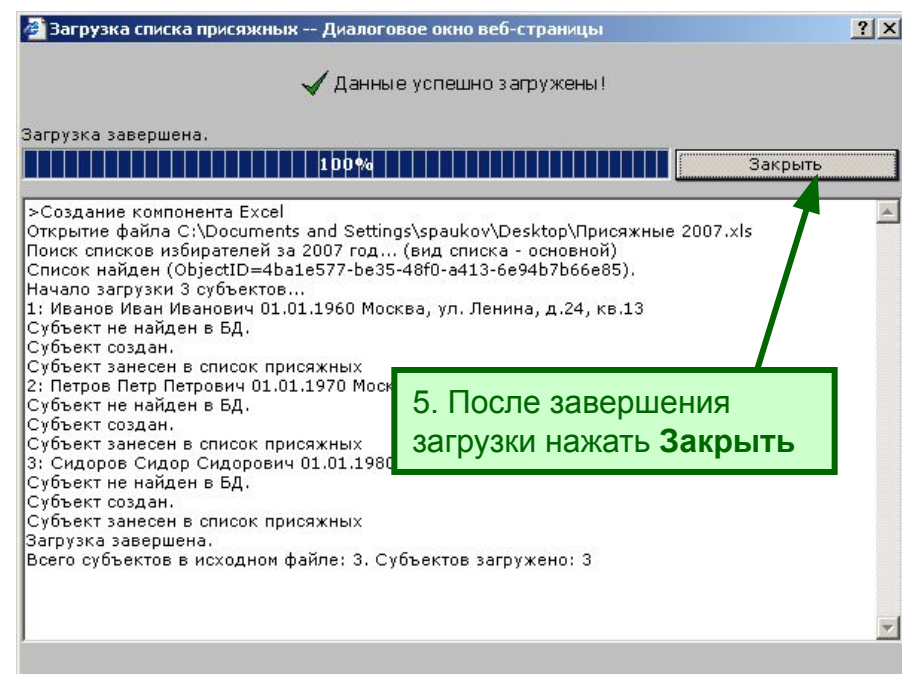 Загрузка списка присяжных -- Диалоговое окно веб-страницы
Данные успешно загружены!
Загрузка завершена.
100%
Закрыть
>Создание компонента Excel
Открытие файла C:\Documents and Settings\spaukov\Desktop\Присяжные 2007.xls
Поиск списков избирателей за 2007 год... (вид списка - основной)
Список найден (ObjectID=4ba1e577-be35-48f0-a413-6e94b7b66e85).
Начало загрузки 3 субъектов...
1: Иванов Иван Иванович 01.01.1960 Москва, ул. Ленина, д.24, кв.13
Субъект не найден в БД.
Субъект создан.
Субъект занесен в список присяжных
2: Петров Петр Петрович 01.01.1970
Субъект не найден в БД.
Субъект создан.
Субъект занесен в список присяжных
3: Сидоров Сидор Сидорович 01.01.1980
Субъект не найден в БД.
Субъект создан.
Субъект занесен в список присяжных
Загрузка завершена.
Всего субъектов в исходном файле: 3. Субъектов загружено: 3
5. После завершения
загрузки нажать Закрыть